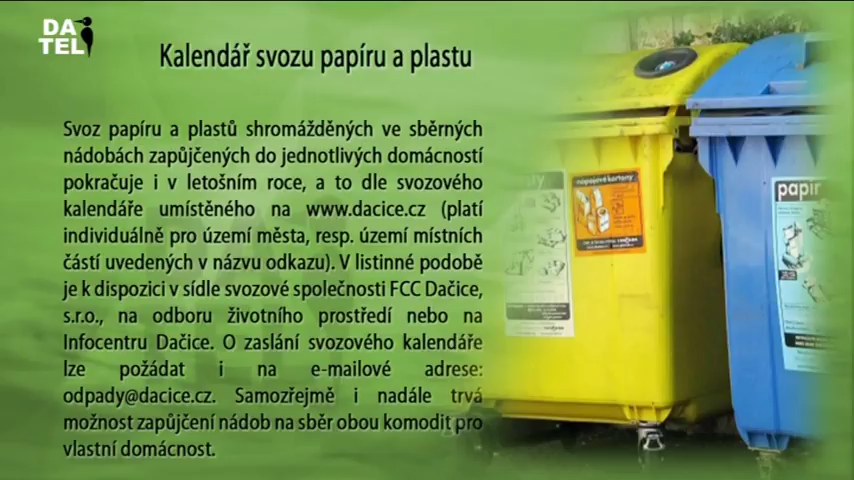 DA
TEL
Kalendář svozu papíru a plastu
Svoz papíru a plastů shromážděných ve sběrných
nádobách zapůjčených do jednotlivých domácností
pokračuje i v letošním roce, a to dle svozového
kalendáře umístěného na www.dacice.cz (platí
individuálně pro území města, resp. území místních
částí uvedených v názvu odkazu). V listinné podobě
je k dispozici v sídle svozové společnosti FCC Dačice,
s.r.o., na odboru životního prostředí nebo na
Infocentru Dačice. O zaslání svozového kalendáře
lze požádat i na e-mailové adrese:
odpady@dacice.cz. Samozřejmě i nadále trvá
možnost zapůjčení nádob na sběr obou komodit pro
vlastní domácnost.
nápojové kartony
papír